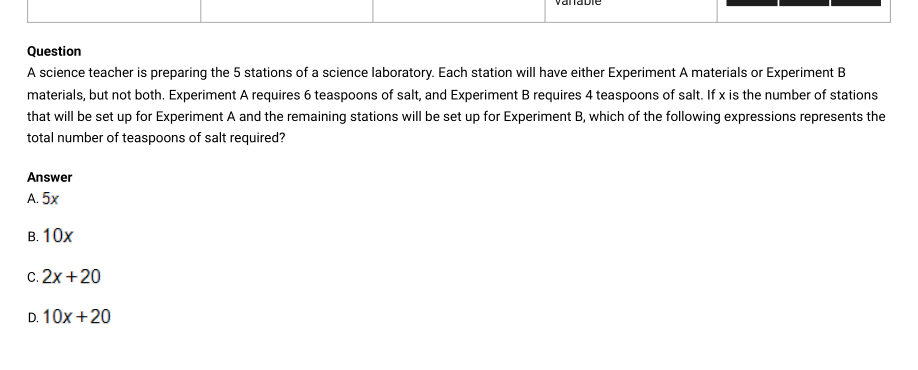 variable
Question
A science teacher is preparing the 5 stations of a science laboratory. Each station will have either Experiment A materials or Experiment B
materials, but not both. Experiment A requires 6 teaspoons of salt, and Experiment B requires 4 teaspoons of salt. If x is the number of stations
that will be set up for Experiment A and the remaining stations will be set up for Experiment B, which of the following expressions represents the
total number of teaspoons of salt required?
Answer
A. 5x
B. 10x
C. 2x + 20
D. 10x + 20